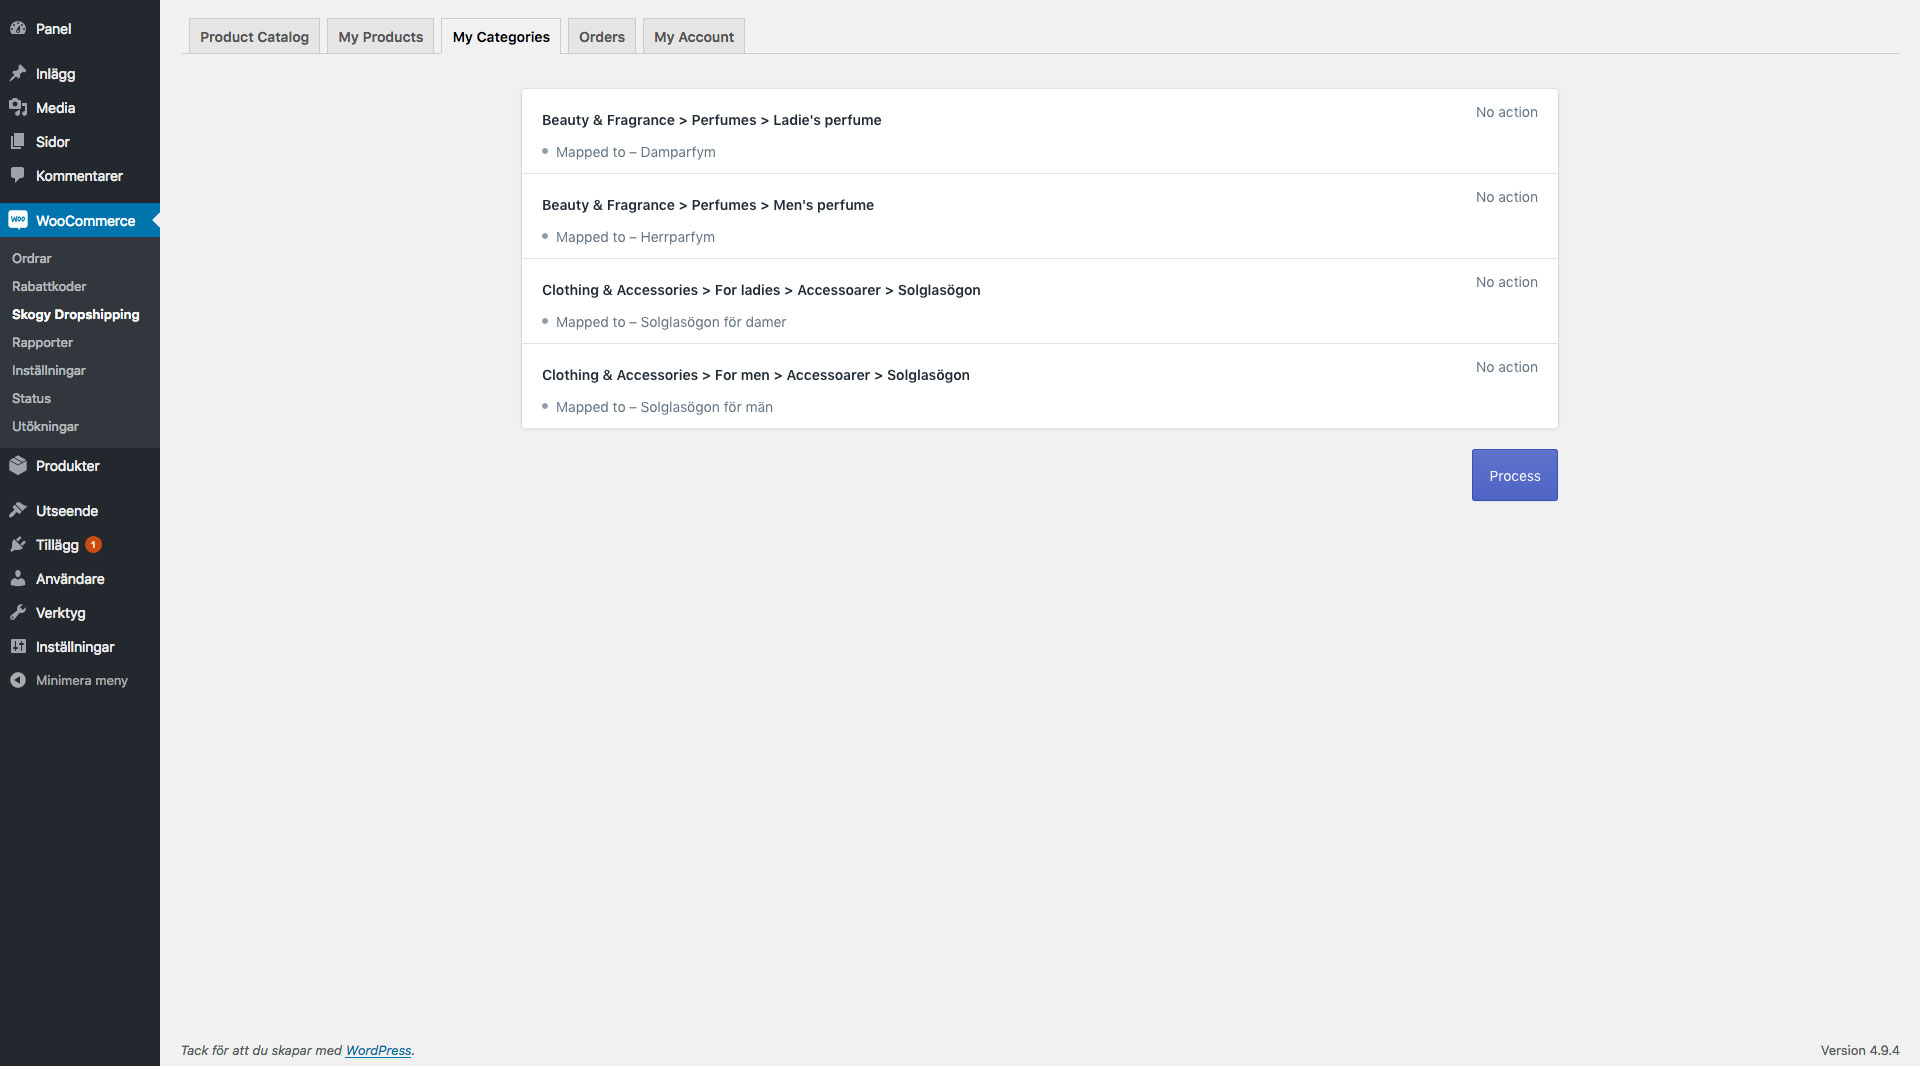 Panel
Inlägg
Media
Sidor
Kommentarer
WOO WooCommerce
Ordrar
Rabattkoder
Skogy Dropshipping
Rapporter
Inställningar
Status
Utökningar
Produkter
Utseende
Tillägg 1
Användare
Verktyg
Inställningar
Minimera meny
Product Catalog My Products My Categories Orders My Account
Beauty & Fragrance > Perfumes > Ladie's perfume No action
Mapped to – Damparfym
Beauty & Fragrance > Perfumes > Men's perfume No action
Mapped to – Herrparfym
Clothing & Accessories > For ladies > Accessoarer > Solglasögon No action
Mapped to – Solglasögon för damer
Clothing & Accessories > For men > Accessoarer > Solglasögon No action
Mapped to – Solglasögon för män
Process
Tack för att du skapar med WordPress. Version 4.9.4